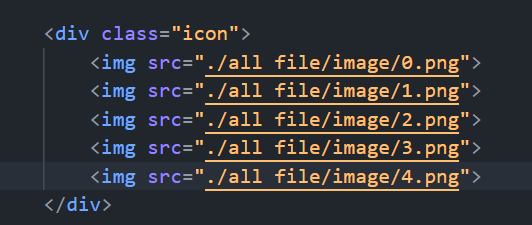 <div class="icon">
<img src="./all file/image/0.png">
<img src="./all file/image/1.png">
<img src="./all file/image/2.png">
<img src="./all file/image/3.png">
<img src="./all file/image/4.png">
</div>